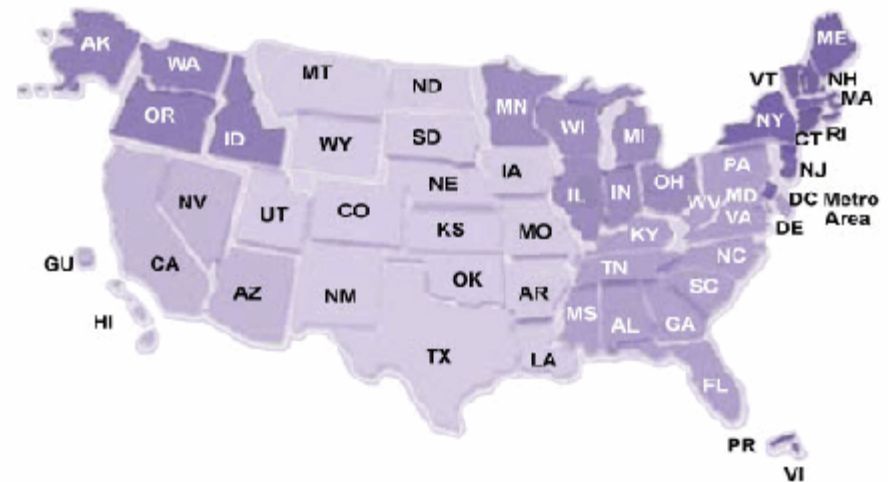 AK
WA
MT
ND
MN
ME
VT
NH
MA
OR
ID
WY
SD
WI
MI
NY
CT
RI
NV
UT
CO
NE
IA
IL
IN
OH
PA
NJ
WV
MD
VA
DC Metro
Area
DE
CA
KS
MO
KY
GU
AZ
NM
OK
AR
TN
NC
SC
HI
TX
LA
MS
AL
GA
FL
PR
VI